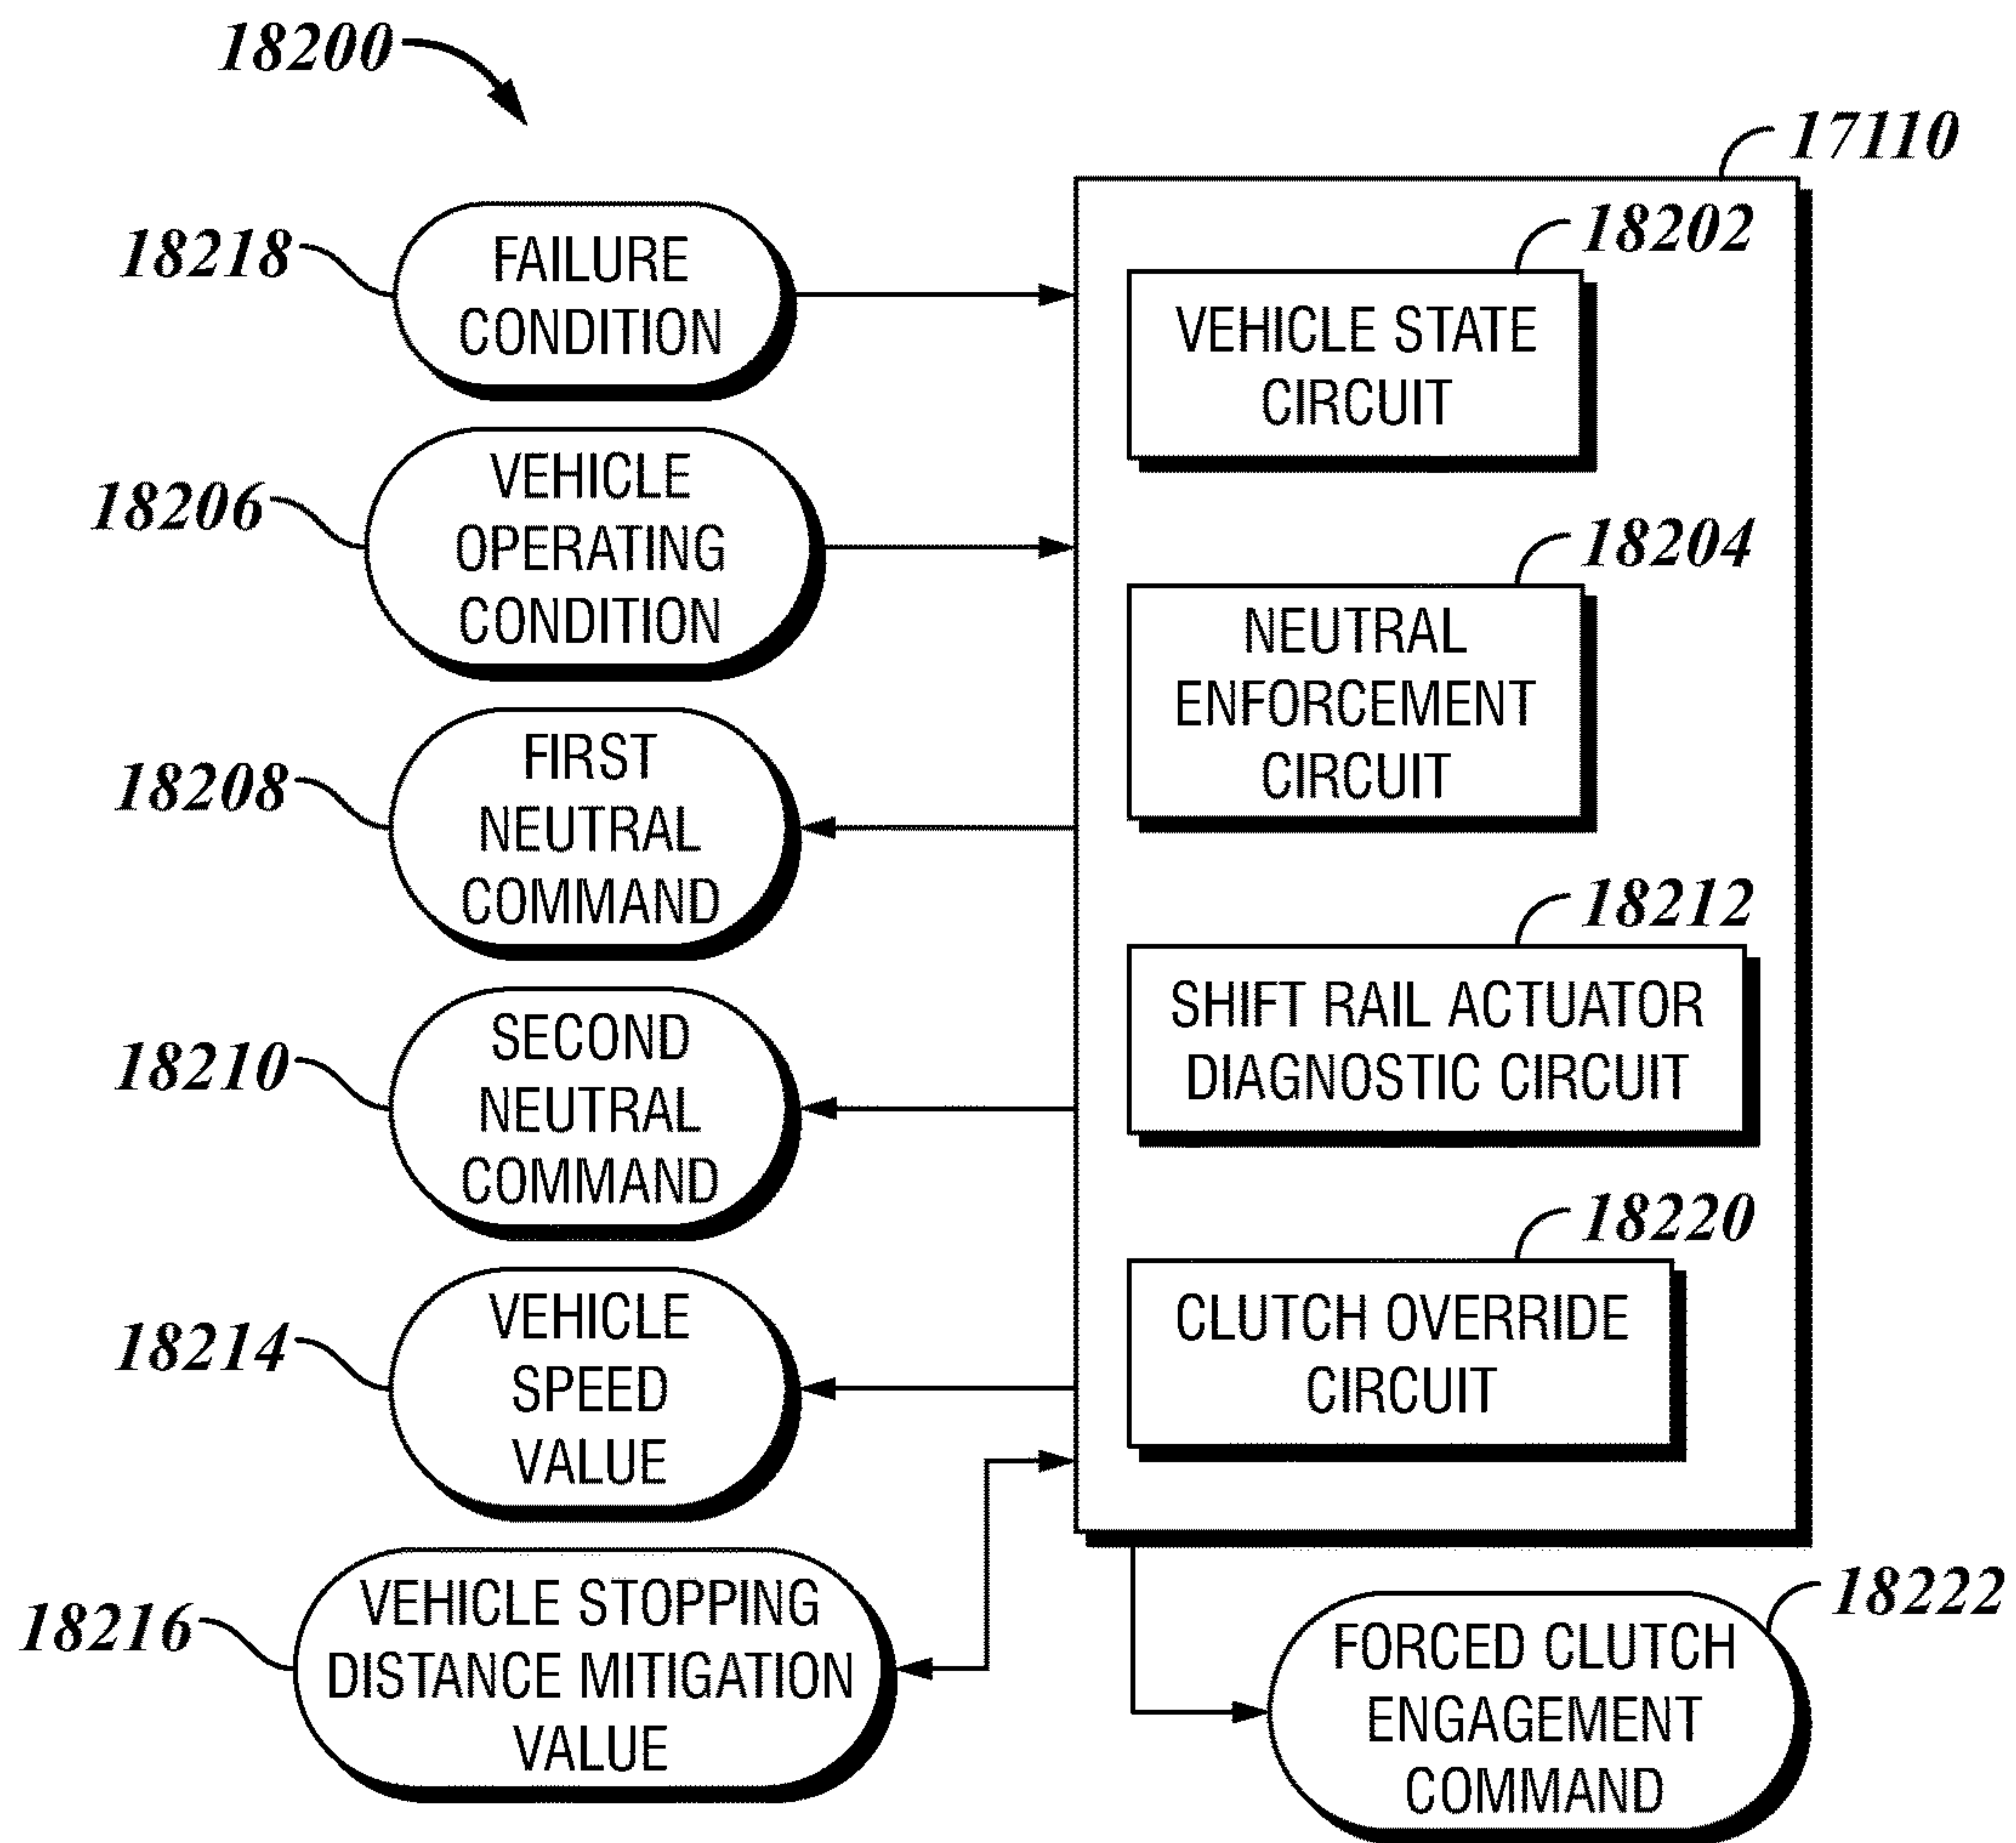 18200
17110
18218
FAILURE
CONDITION
18202
VEHICLE STATE
CIRCUIT
18206
VEHICLE
OPERATING
CONDITION
18204
NEUTRAL
ENFORCEMENT
CIRCUIT
18208
FIRST
NEUTRAL
COMMAND
18212
SHIFT RAIL ACTUATOR
DIAGNOSTIC CIRCUIT
18210
SECOND
NEUTRAL
COMMAND
18220
CLUTCH OVERRIDE
CIRCUIT
18214
VEHICLE
SPEED
VALUE
18216
VEHICLE STOPPING
DISTANCE MITIGATION
VALUE
18222
FORCED CLUTCH
ENGAGEMENT
COMMAND